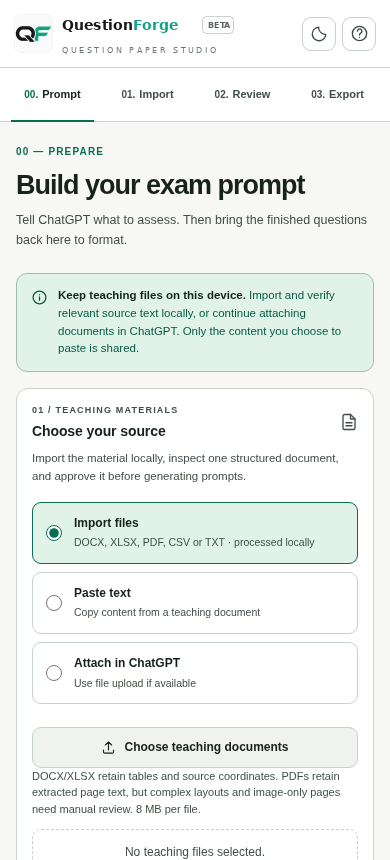 QF QuestionForge BETA
QUESTION PAPER STUDIO
00. Prompt 01. Import 02. Review 03. Export
00 — PREPARE
Build your exam prompt
Tell ChatGPT what to assess. Then bring the finished questions
back here to format.
Keep teaching files on this device. Import and verify
relevant source text locally, or continue attaching
documents in ChatGPT. Only the content you choose to
paste is shared.
01 / TEACHING MATERIALS
Choose your source
Import the material locally, inspect one structured document,
and approve it before generating prompts.
Import files
DOCX, XLSX, PDF, CSV or TXT · processed locally
Paste text
Copy content from a teaching document
Attach in ChatGPT
Use file upload if available
Choose teaching documents
DOCX/XLSX retain tables and source coordinates. PDFs retain
extracted page text, but complex layouts and image-only pages
need manual review. 8 MB per file.
No teaching files selected.